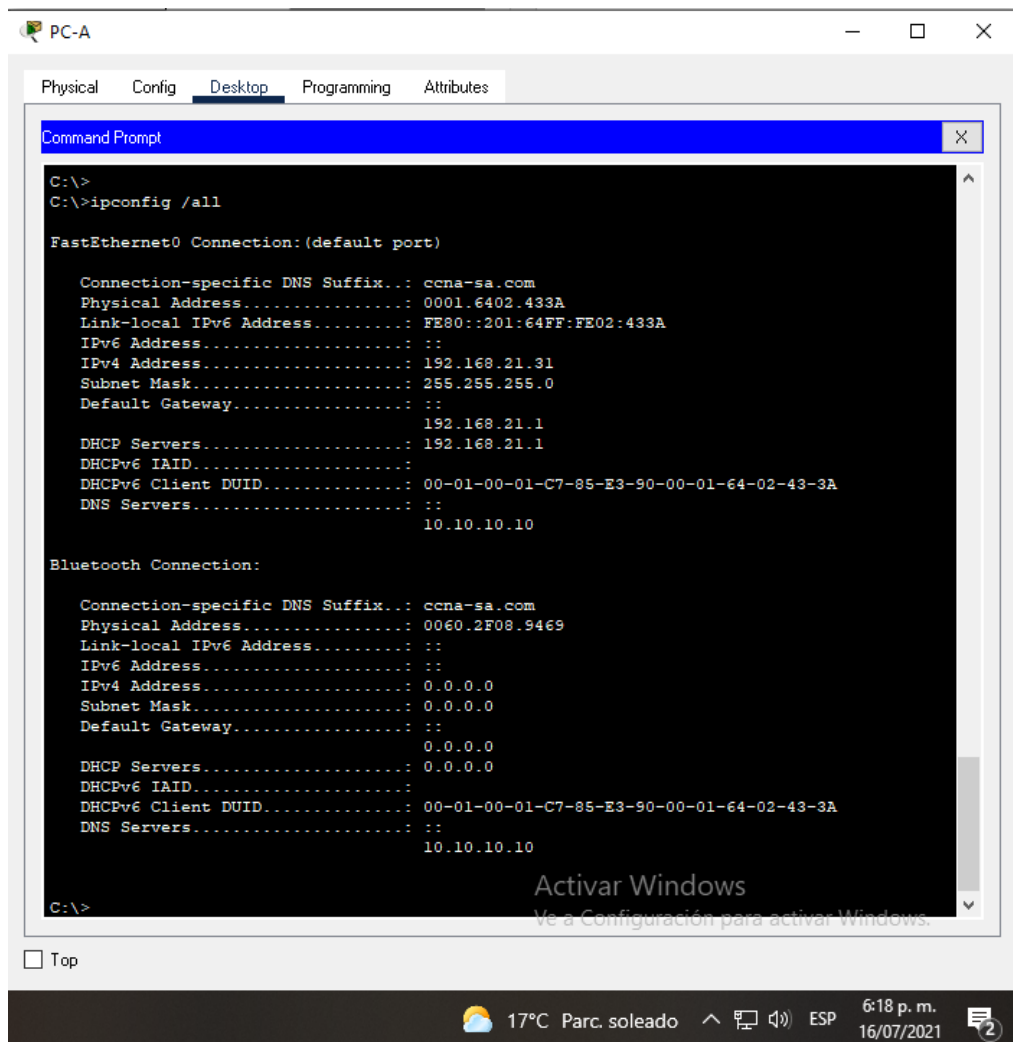 PC-A
Physical Config Desktop Programming Attributes
Command Prompt
X
C:\>
C:\>ipconfig /all
FastEthernet0 Connection:(default port)
Connection-specific DNS Suffix..: ccna-sa.com
Physical Address................: 0001.6402.433A
Link-local IPv6 Address.........: FE80::201:64FF:FE02:433A
IPv6 Address....................: ::
IPv4 Address....................: 192.168.21.31
Subnet Mask.....................: 255.255.255.0
Default Gateway.................: ::
192.168.21.1
DHCP Servers....................: 192.168.21.1
DHCPv6 IAID.....................:
DHCPv6 Client DUID..............: 00-01-00-01-C7-85-E3-90-00-01-64-02-43-3A
DNS Servers.....................: ::
10.10.10.10
Bluetooth Connection:
Connection-specific DNS Suffix..: ccna-sa.com
Physical Address................: 0060.2F08.9469
Link-local IPv6 Address.........: ::
IPv6 Address....................: ::
IPv4 Address....................: 0.0.0.0
Subnet Mask.....................: 0.0.0.0
Default Gateway.................: ::
0.0.0.0
DHCP Servers....................: 0.0.0.0
DHCPv6 IAID.....................:
DHCPv6 Client DUID..............: 00-01-00-01-C7-85-E3-90-00-01-64-02-43-3A
DNS Servers.....................: ::
10.10.10.10
Activar Windows
C:\>
Ve a Configuración para activar Windows.
Top
17°C Parc. soleado ESP
6:18 p. m.
16/07/2021
2